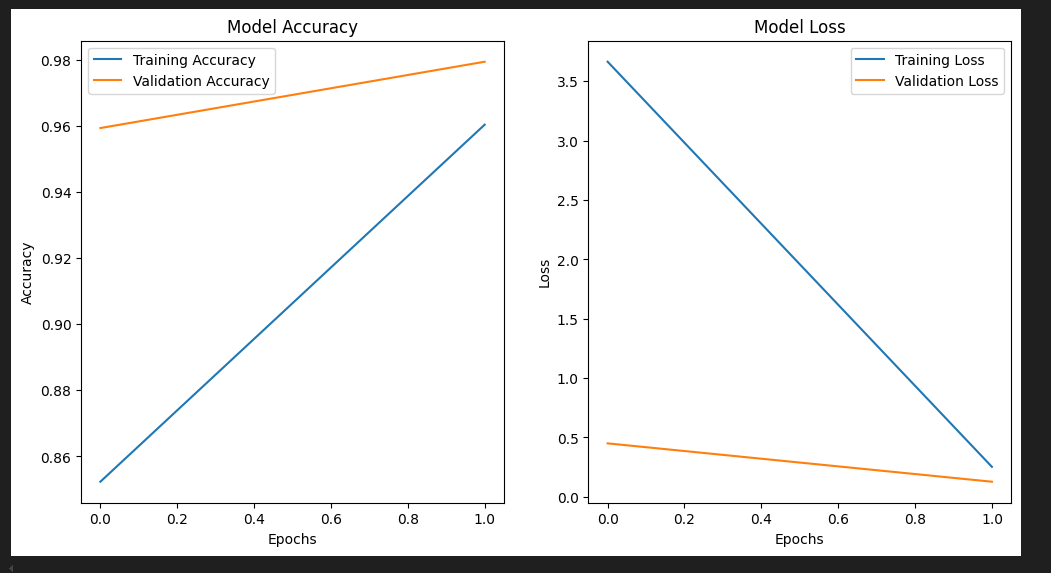 Model Accuracy
Training Accuracy
Validation Accuracy
0.98
0.96
0.94
0.92
0.90
0.88
0.86
Accuracy
0.0 0.2 0.4 0.6 0.8 1.0
Epochs
Model Loss
Training Loss
Validation Loss
3.5
3.0
2.5
2.0
1.5
1.0
0.5
0.0
Loss
0.0 0.2 0.4 0.6 0.8 1.0
Epochs